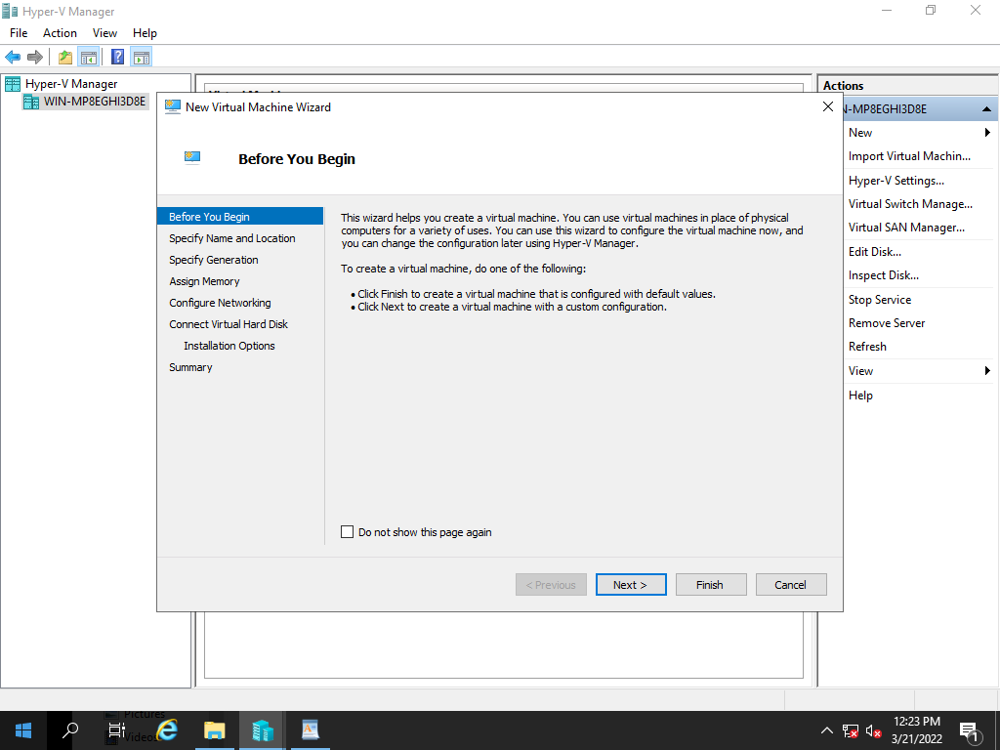 Hyper-V Manager
File Action View Help
Hyper-V Manager
WIN-MP8EGHI3D8E
New Virtual Machine Wizard
Before You Begin
Before You Begin
Specify Name and Location
Specify Generation
Assign Memory
Configure Networking
Connect Virtual Hard Disk
Installation Options
Summary
This wizard helps you create a virtual machine. You can use virtual machines in place of physical
computers for a variety of uses. You can use this wizard to configure the virtual machine now, and
you can change the configuration later using Hyper-V Manager.
To create a virtual machine, do one of the following:
• Click Finish to create a virtual machine that is configured with default values.
• Click Next to create a virtual machine with a custom configuration.
Do not show this page again
< Previous
Next >
Finish
Cancel
Actions
N-MP8EGHI3D8E
New
Import Virtual Machin...
Hyper-V Settings...
Virtual Switch Manage...
Virtual SAN Manager...
Edit Disk...
Inspect Disk...
Stop Service
Remove Server
Refresh
View
Help
Pictures
Videos
12:23 PM
3/21/2022
1